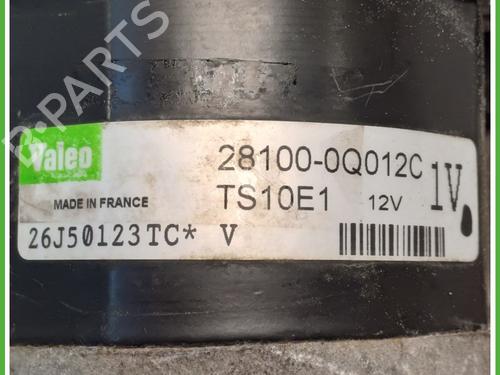 B-PARTS
Valeo
28100-0Q012C
MADE IN FRANCE
TS10E1 12V 1V
26J50123TC* V